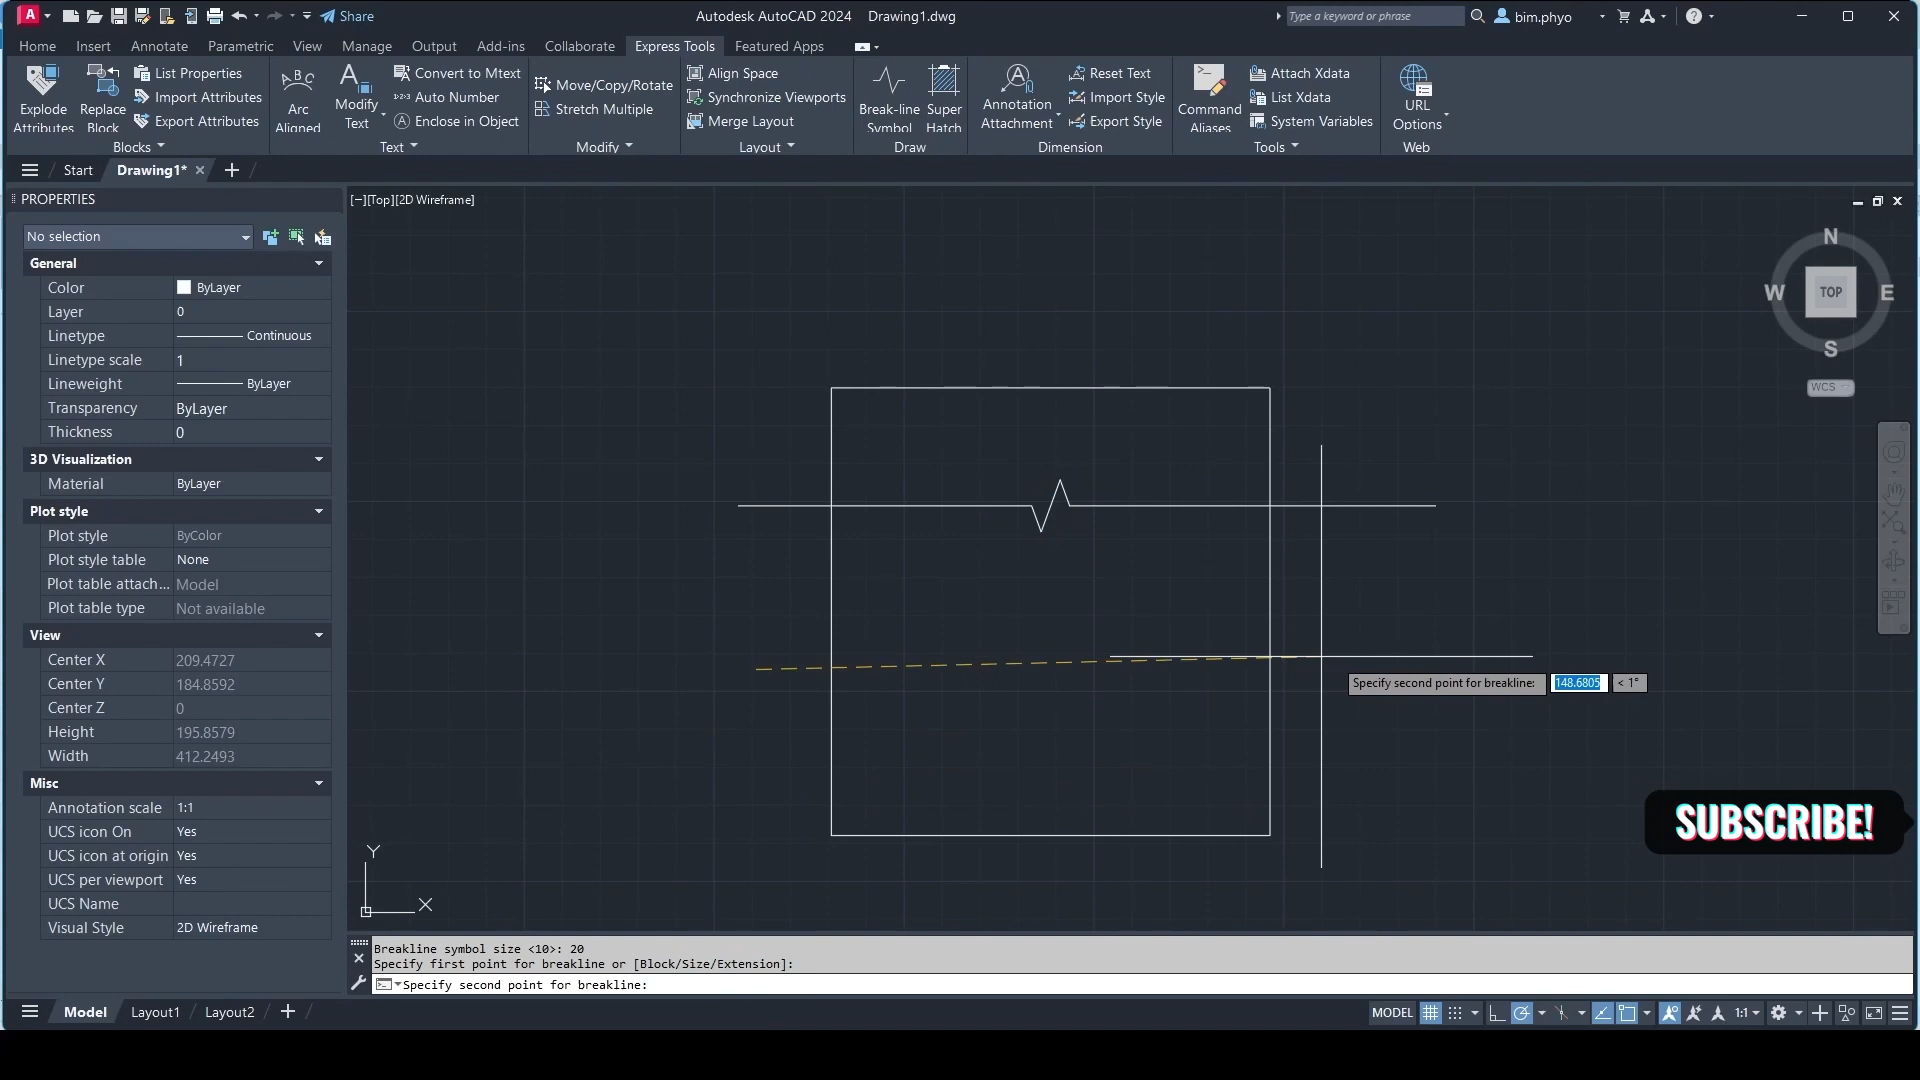 A Share Autodesk AutoCAD 2024 Drawing1.dwg Type a keyword or phrase bim.phyo
Home Insert Annotate Parametric View Manage Output Add-ins Collaborate Express Tools Featured Apps
Explode Attributes
Replace Block
List Properties
Import Attributes
Export Attributes
Blocks
Arc Aligned
Modify Text
Convert to Mtext
Auto Number
Enclose in Object
Text
Move/Copy/Rotate
Stretch Multiple
Modify
Align Space
Synchronize Viewports
Merge Layout
Layout
Break-line Symbol
Super Hatch
Draw
Annotation Attachment
Reset Text
Import Style
Export Style
Dimension
Command Aliases
Attach Xdata
List Xdata
System Variables
Tools
URL Options
Web
Start Drawing1*
PROPERTIES
[−][Top][2D Wireframe]
No selection
General
Color ByLayer
Layer 0
Linetype Continuous
Linetype scale 1
Lineweight ByLayer
Transparency ByLayer
Thickness 0
3D Visualization
Material ByLayer
Plot style
Plot style ByColor
Plot style table None
Plot table attach... Model
Plot table type Not available
View
Center X 209.4727
Center Y 184.8592
Center Z 0
Height 195.8579
Width 412.2493
Misc
Annotation scale 1:1
UCS icon On Yes
UCS icon at origin Yes
UCS per viewport Yes
UCS Name
Visual Style 2D Wireframe
N
W TOP E
S
WCS
Specify second point for breakline: 148.6805 < 1°
SUBSCRIBE!
Y
X
Breakline symbol size <10>: 20
Specify first point for breakline or [Block/Size/Extension]:
Specify second point for breakline:
Model Layout1 Layout2 MODEL 1:1